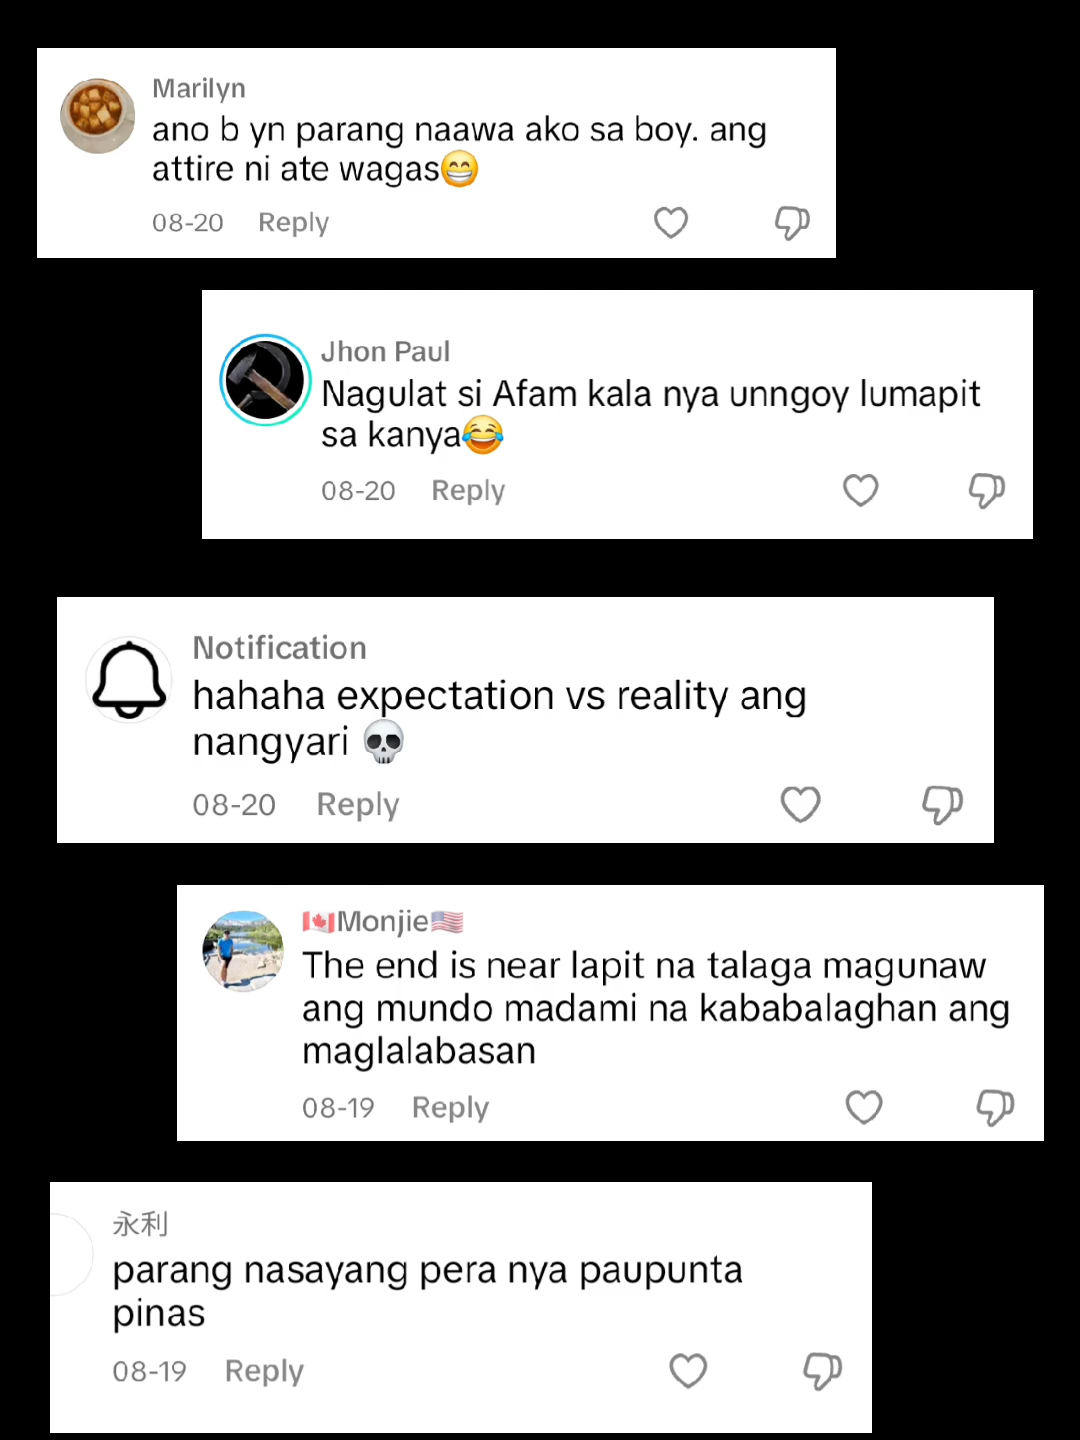 Marilyn
ano b yn parang naawa ako sa boy. ang
attire ni ate wagas😁
08-20 Reply
Jhon Paul
Nagulat si Afam kala nya unngoy lumapit
sa kanya😂
08-20 Reply
Notification
hahaha expectation vs reality ang
nangyari 💀
08-20 Reply
🇨🇦Monjie🇺🇸
The end is near lapit na talaga magunaw
ang mundo madami na kababalaghan ang
maglalabasan
08-19 Reply
永利
parang nasayang pera nya paupunta
pinas
08-19 Reply